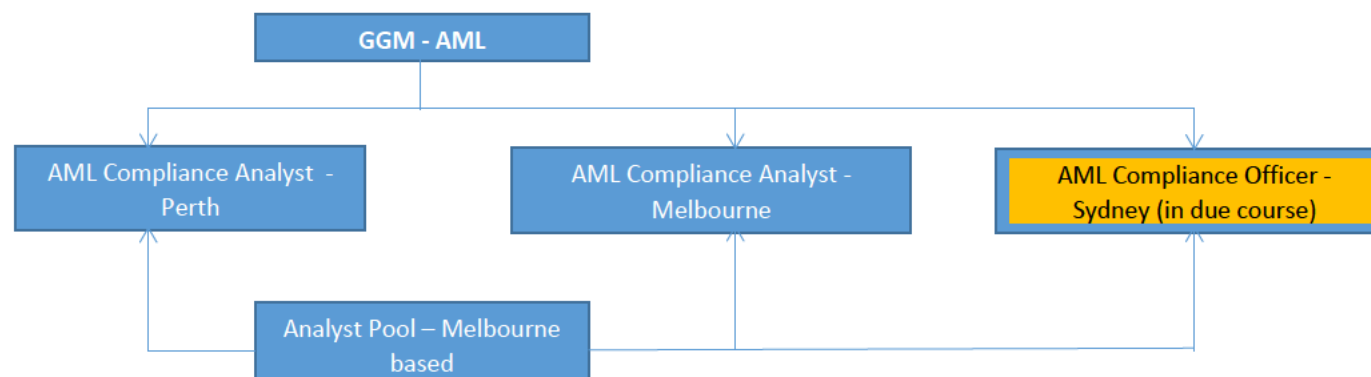 GGM - AML
AML Compliance Analyst -
Perth
AML Compliance Analyst -
Melbourne
AML Compliance Officer -
Sydney (in due course)
Analyst Pool – Melbourne
based